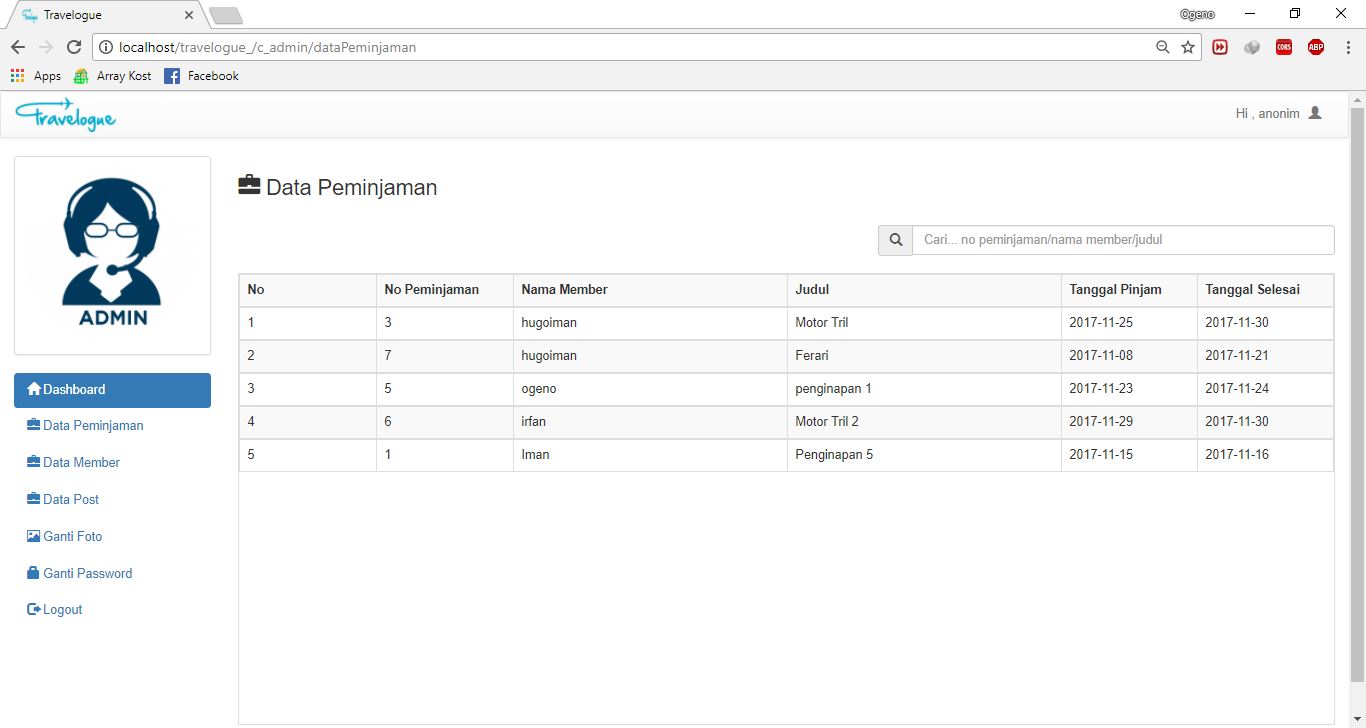 Travelogue
Ogeno
localhost/travelogue_/c_admin/dataPeminjaman
CORS
ABP
Apps Array Kost Facebook
Travelogue
Hi , anonim
ADMIN
Dashboard
Data Peminjaman
Data Member
Data Post
Ganti Foto
Ganti Password
Logout
Data Peminjaman
Cari... no peminjaman/nama member/judul
No No Peminjaman Nama Member Judul Tanggal Pinjam Tanggal Selesai
1 3 hugoiman Motor Tril 2017-11-25 2017-11-30
2 7 hugoiman Ferari 2017-11-08 2017-11-21
3 5 ogeno penginapan 1 2017-11-23 2017-11-24
4 6 irfan Motor Tril 2 2017-11-29 2017-11-30
5 1 Iman Penginapan 5 2017-11-15 2017-11-16